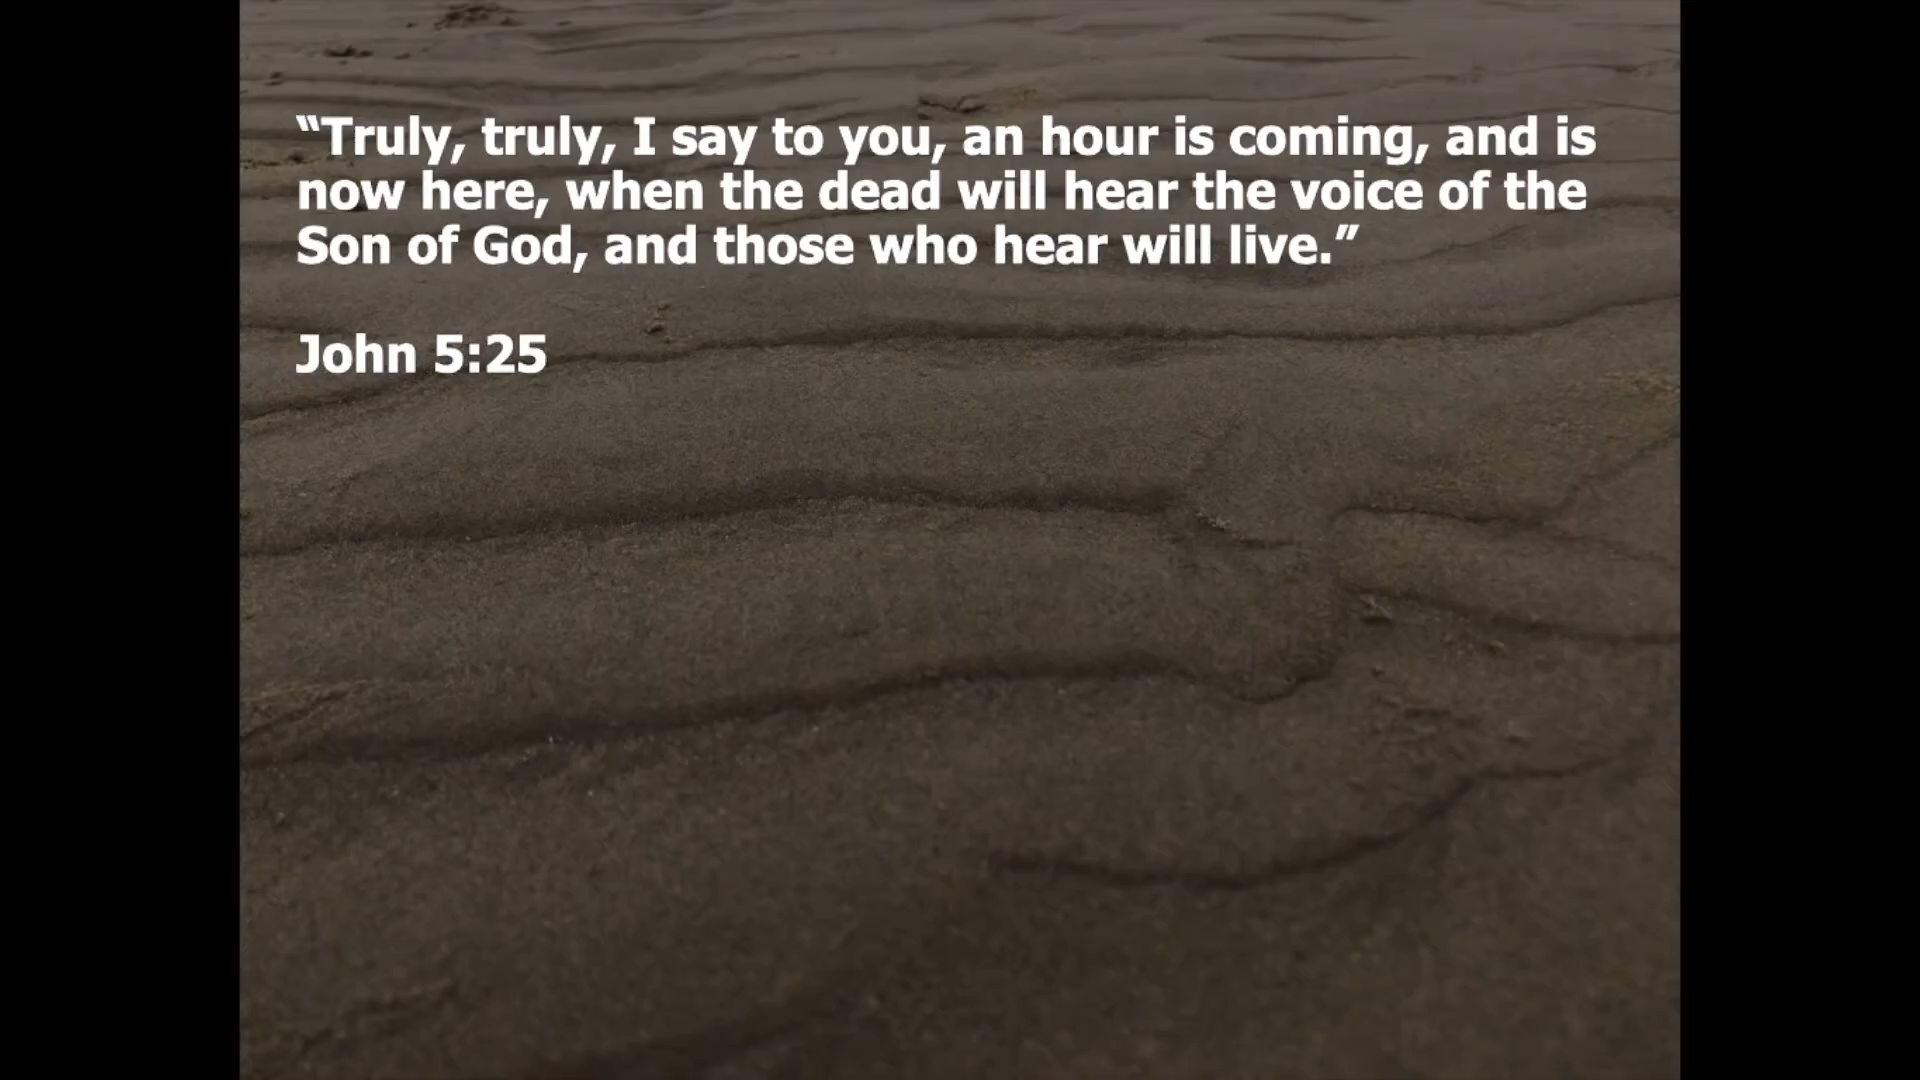 “Truly, truly, I say to you, an hour is coming, and is
now here, when the dead will hear the voice of the
Son of God, and those who hear will live.”
John 5:25